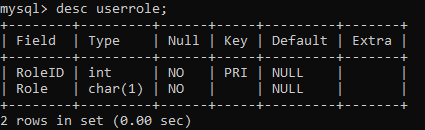 mysql> desc userrole;
+--------+---------+------+-----+---------+-------+
| Field  | Type    | Null | Key | Default | Extra |
+--------+---------+------+-----+---------+-------+
| RoleID | int     | NO   | PRI | NULL    |       |
| Role   | char(1) | NO   |     | NULL    |       |
+--------+---------+------+-----+---------+-------+
2 rows in set (0.00 sec)